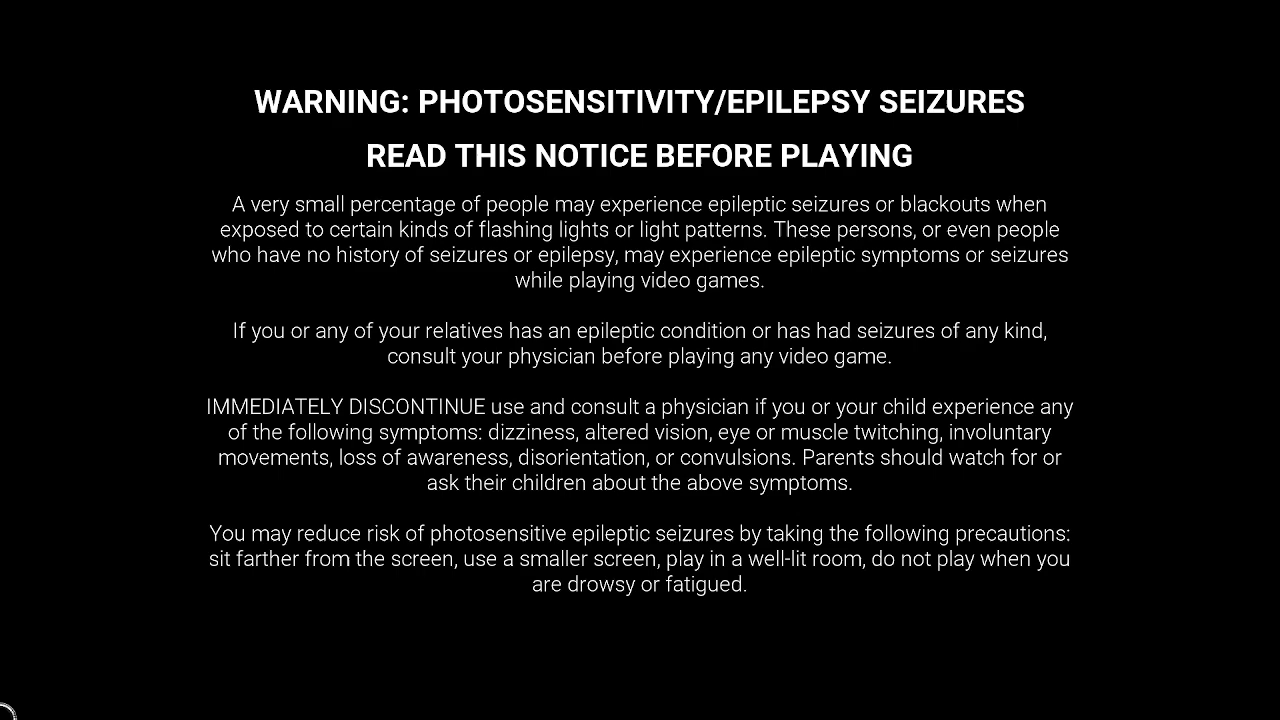 WARNING: PHOTOSENSITIVITY/EPILEPSY SEIZURES
READ THIS NOTICE BEFORE PLAYING
A very small percentage of people may experience epileptic seizures or blackouts when
exposed to certain kinds of flashing lights or light patterns. These persons, or even people
who have no history of seizures or epilepsy, may experience epileptic symptoms or seizures
while playing video games.
If you or any of your relatives has an epileptic condition or has had seizures of any kind,
consult your physician before playing any video game.
IMMEDIATELY DISCONTINUE use and consult a physician if you or your child experience any
of the following symptoms: dizziness, altered vision, eye or muscle twitching, involuntary
movements, loss of awareness, disorientation, or convulsions. Parents should watch for or
ask their children about the above symptoms.
You may reduce risk of photosensitive epileptic seizures by taking the following precautions:
sit farther from the screen, use a smaller screen, play in a well-lit room, do not play when you
are drowsy or fatigued.